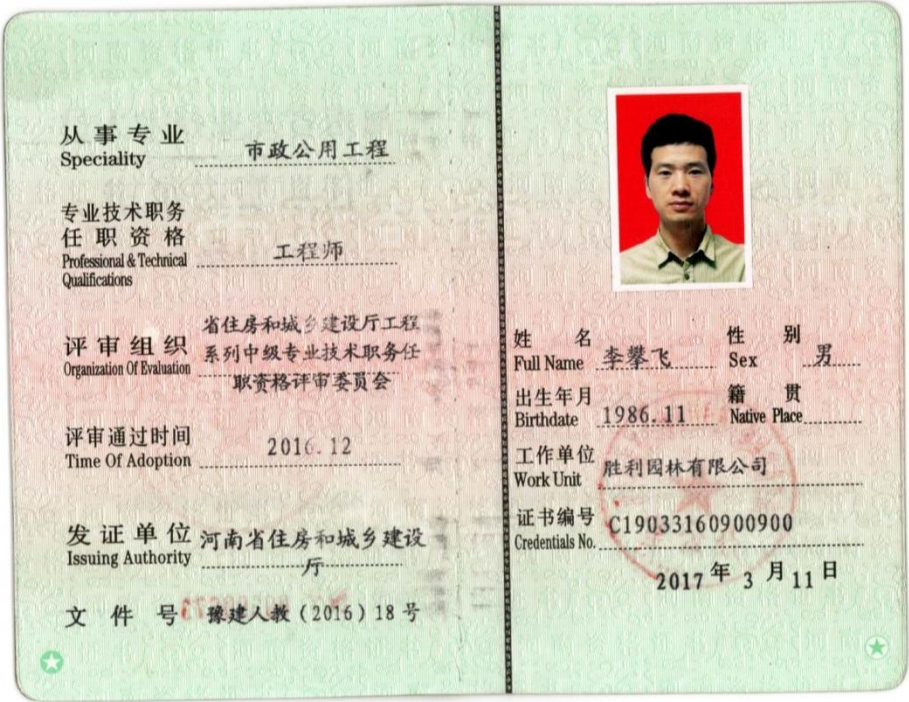 从事专业 市政公用工程
Speciality
专业技术职务
任职资格 工程师
Professional & Technical
Qualifications
评审组织 省住房和城乡建设厅工程
Organization Of Evaluation 系列中级专业技术职务任
职资格评审委员会
评审通过时间 2016.12
Time Of Adoption
发证单位 河南省住房和城乡建设
Issuing Authority 厅
文件号 豫建人教（2016）18号
姓名 李攀飞 性别 男
Full Name Sex
出生年月 1986.11 籍贯
Birthdate Native Place
工作单位 胜利园林有限公司
Work Unit
证书编号 C19033160900900
Credentials No.
2017年3月11日